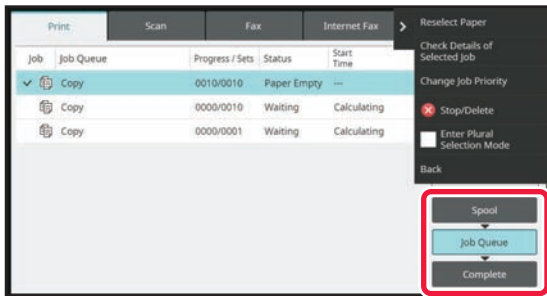 Print
Scan
Fax
Internet Fax
Job
Job Queue
Progress / Sets
Status
Start
Time
Copy
0010/0010
Paper Empty
---
Copy
0000/0010
Waiting
Calculating
Copy
0000/0001
Waiting
Calculating
Reselect Paper
Check Details of
Selected Job
Change Job Priority
Stop/Delete
Enter Plural
Selection Mode
Back
Spool
Job Queue
Complete